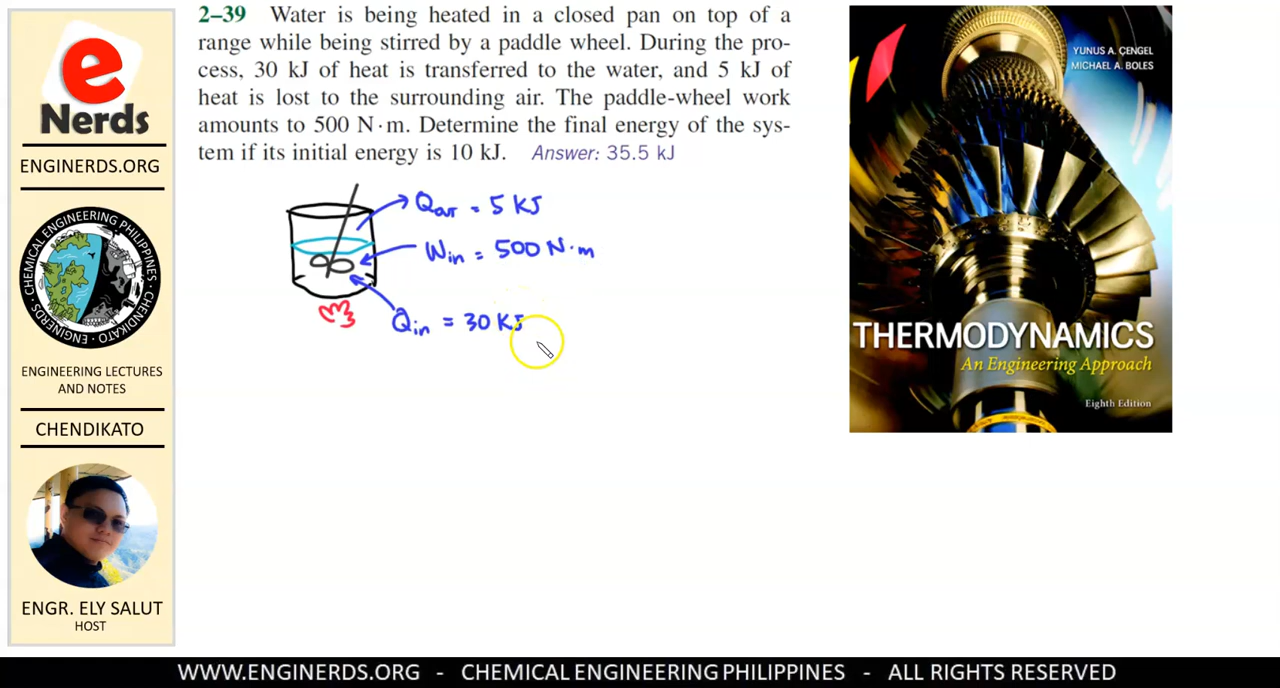 e
Nerds
ENGINERDS.ORG
CHEMICAL ENGINEERING PHILIPPINES
CHENDIKATO · ENGINERDS
ENGINEERING LECTURES
AND NOTES
CHENDIKATO
ENGR. ELY SALUT
HOST
2–39 Water is being heated in a closed pan on top of a
range while being stirred by a paddle wheel. During the pro-
cess, 30 kJ of heat is transferred to the water, and 5 kJ of
heat is lost to the surrounding air. The paddle-wheel work
amounts to 500 N·m. Determine the final energy of the sys-
tem if its initial energy is 10 kJ. Answer: 35.5 kJ
Qout = 5 KJ
Win = 500 N·m
Qin = 30 KJ
YUNUS A. ÇENGEL
MICHAEL A. BOLES
THERMODYNAMICS
An Engineering Approach
Eighth Edition
WWW.ENGINERDS.ORG - CHEMICAL ENGINEERING PHILIPPINES - ALL RIGHTS RESERVED